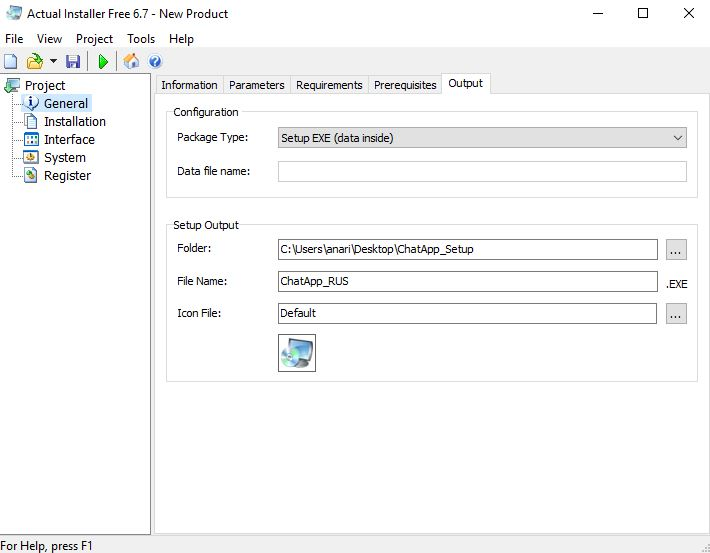 Actual Installer Free 6.7 - New Product
File View Project Tools Help
Project
General
Installation
Interface
System
Register
Information Parameters Requirements Prerequisites Output
Configuration
Package Type: Setup EXE (data inside)
Data file name:
Setup Output
Folder: C:\Users\anari\Desktop\ChatApp_Setup ...
File Name: ChatApp_RUS .EXE
Icon File: Default ...
For Help, press F1